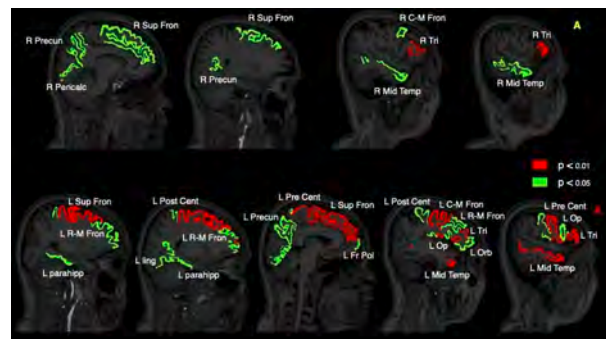 R Sup Fron
R Precun
R Pericalc
R Sup Fron
R Precun
R C-M Fron
R Tri
R Mid Temp
A
R Tri
R Mid Temp
p < 0.01
p < 0.05
L Sup Fron
L R-M Fron
L parahipp
L Post Cent
L R-M Fron
L ling
L parahipp
L Pre Cent
L Sup Fron
L Precun
L Fr Pol
L Post Cent
L C-M Fron
L R-M Fron
L Tri
L Op
L Orb
L Mid Temp
L Pre Cent
L Op
L Tri
L Mid Temp